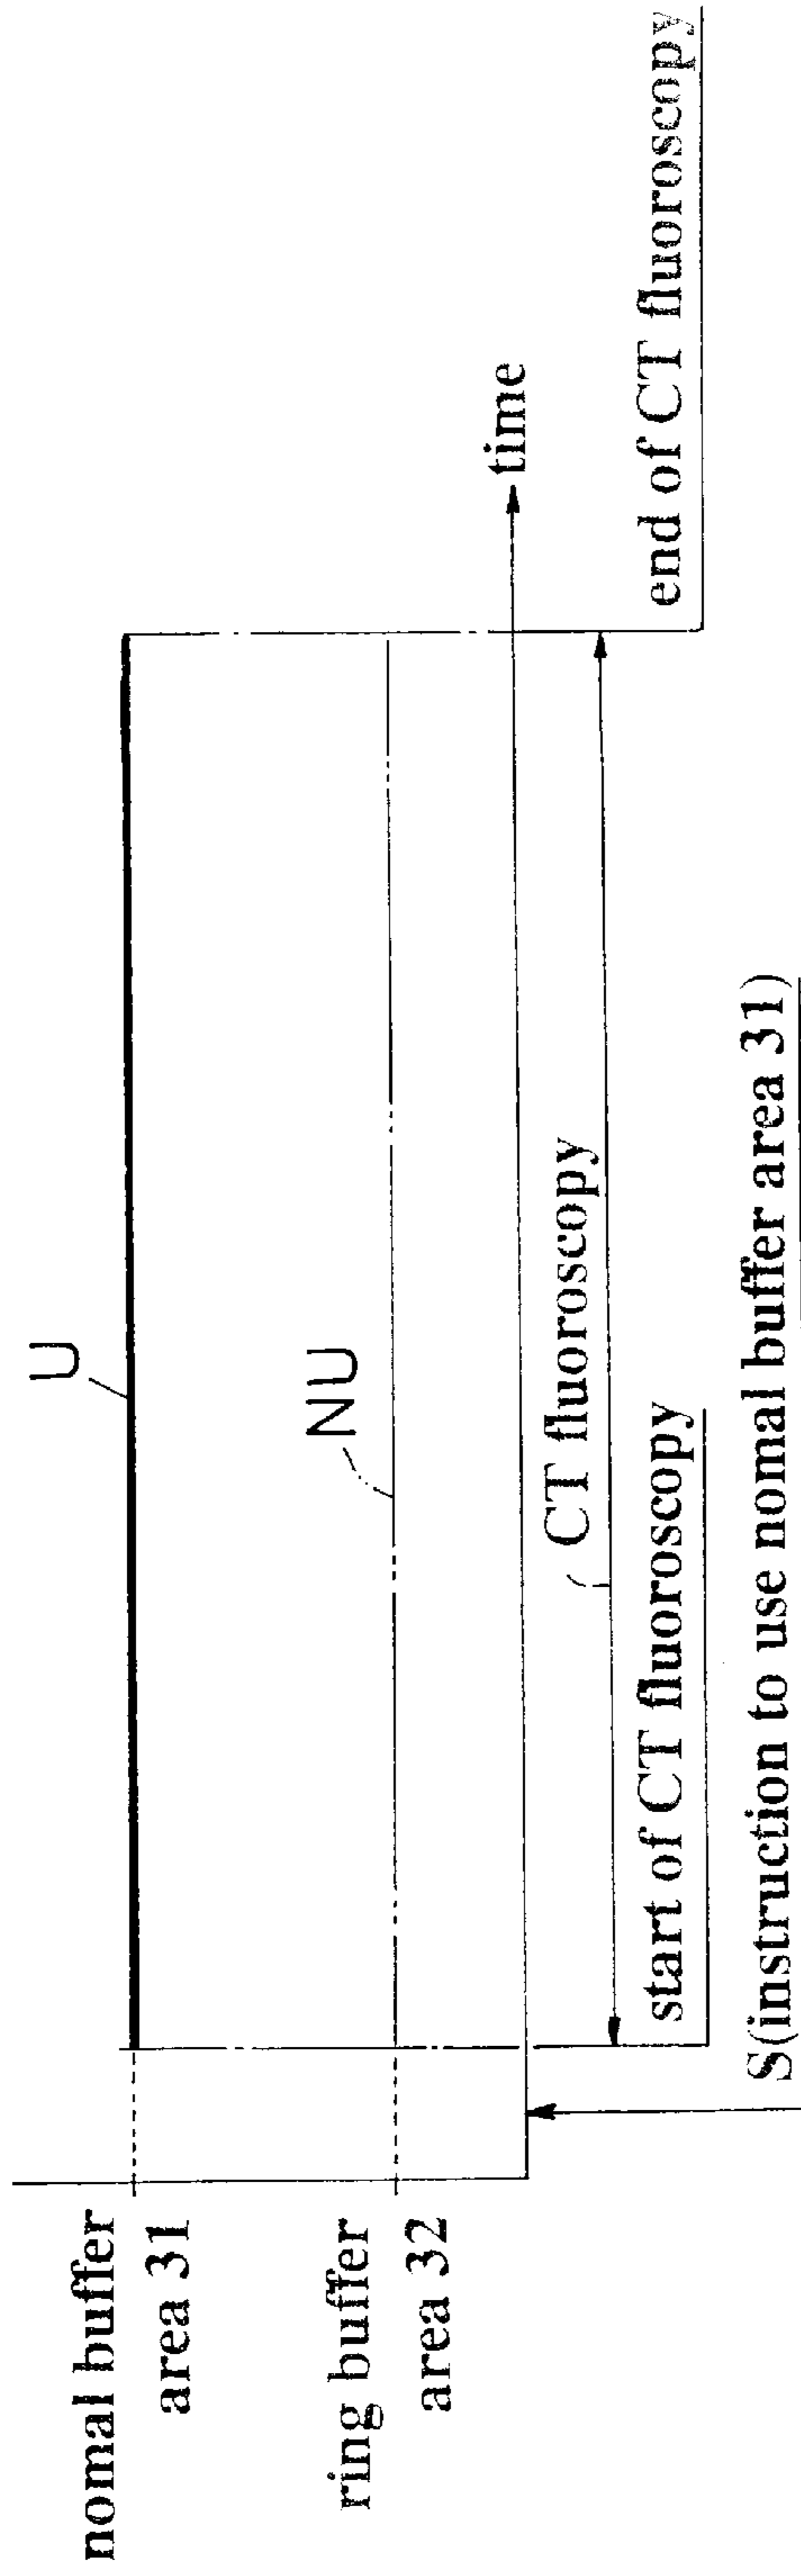 nomal buffer
area 31
U
ring buffer
area 32
NU
time
CT fluoroscopy
start of CT fluoroscopy
end of CT fluoroscopy
S(instruction to use nomal buffer area 31)